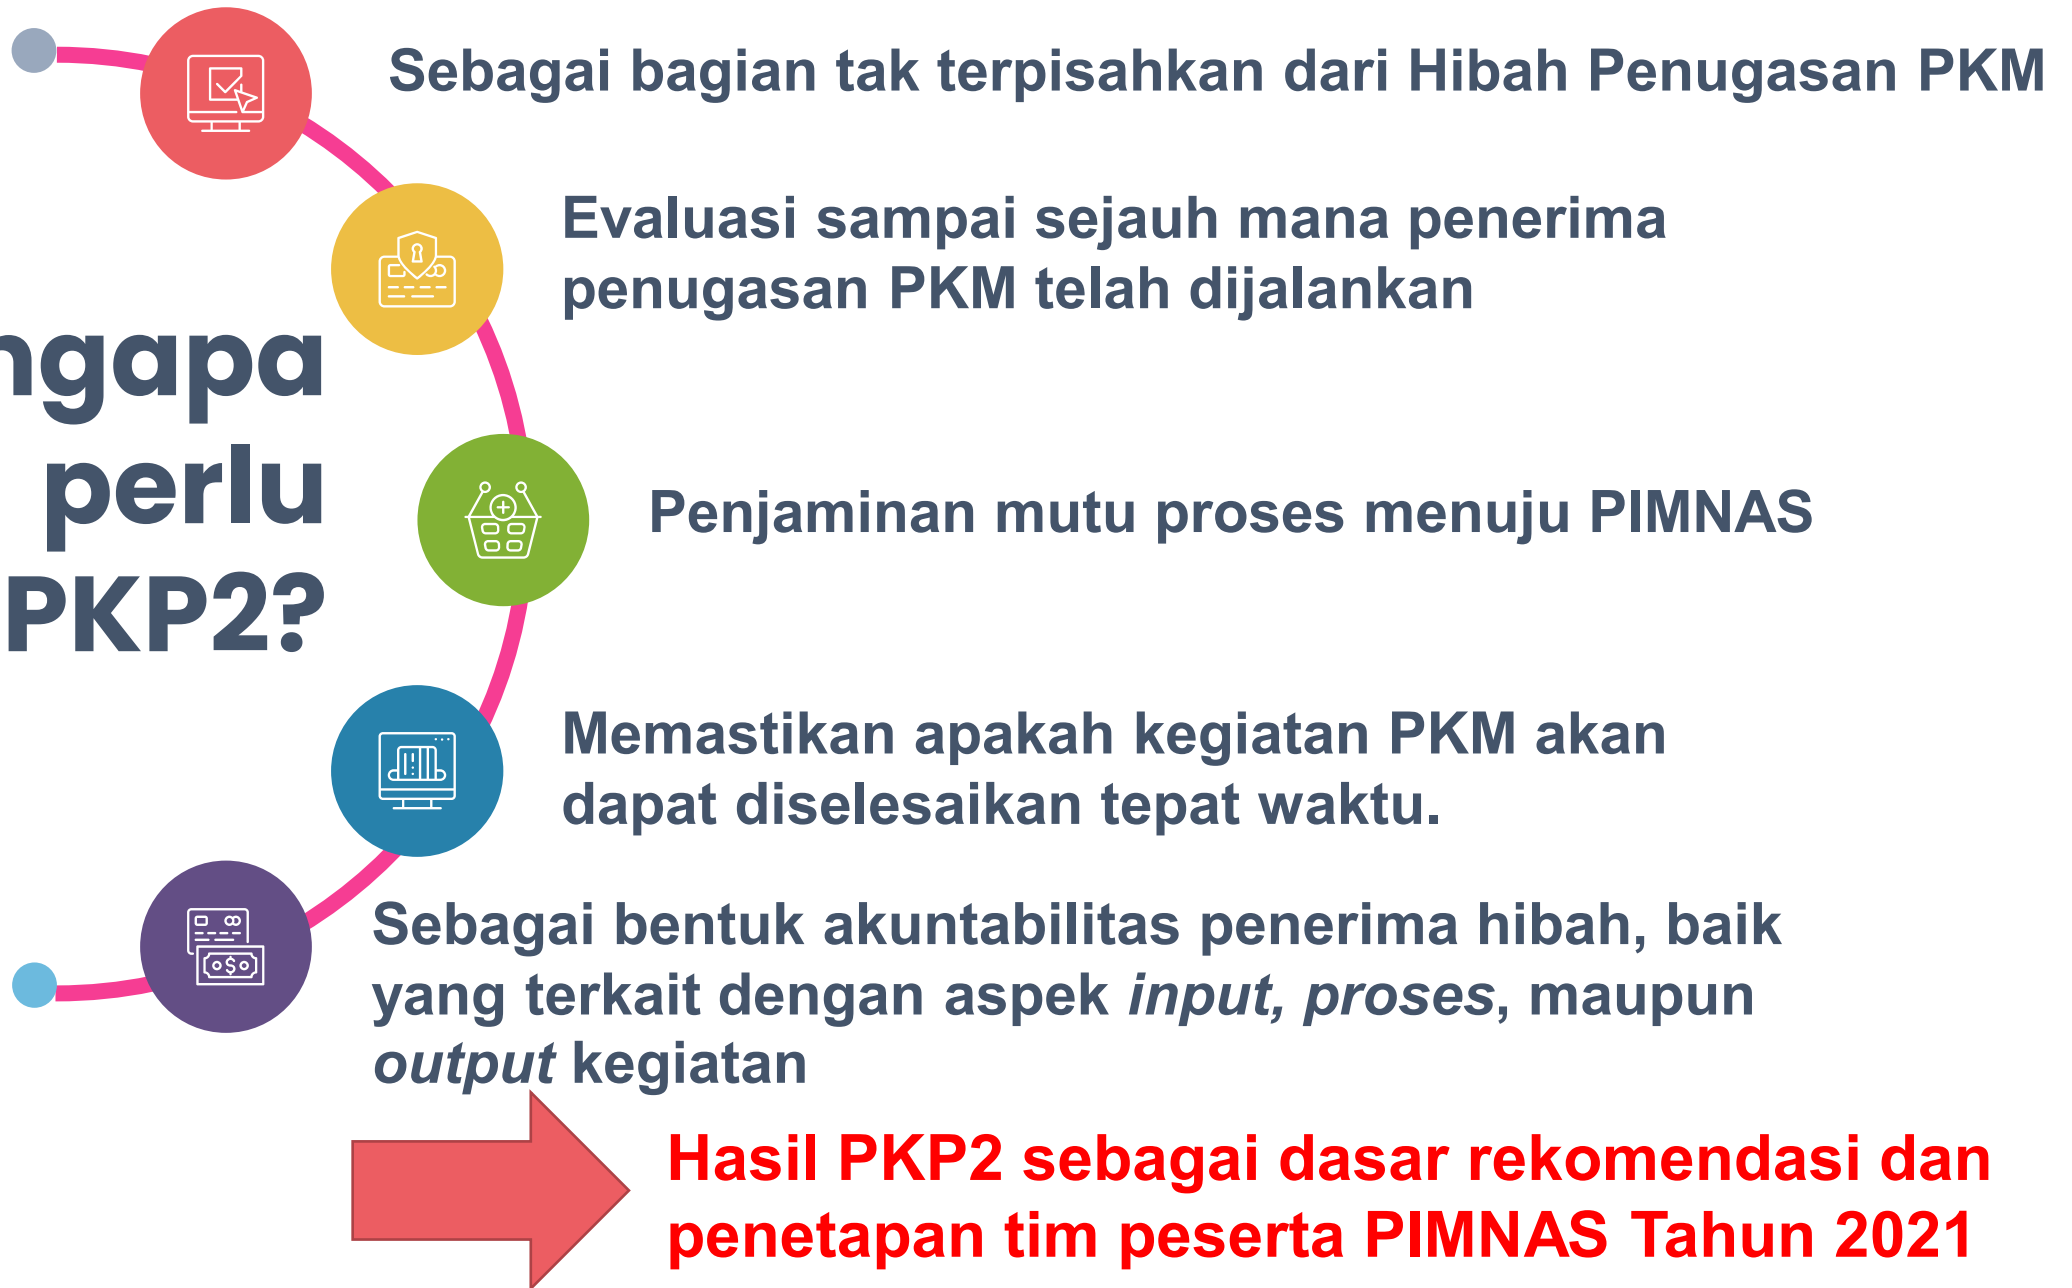 Sebagai bagian tak terpisahkan dari Hibah Penugasan PKM
Evaluasi sampai sejauh mana penerima
penugasan PKM telah dijalankan
ngapa
perlu
PKP2?
Penjaminan mutu proses menuju PIMNAS
Memastikan apakah kegiatan PKM akan
dapat diselesaikan tepat waktu.
Sebagai bentuk akuntabilitas penerima hibah, baik
yang terkait dengan aspek input, proses, maupun
output kegiatan
Hasil PKP2 sebagai dasar rekomendasi dan
penetapan tim peserta PIMNAS Tahun 2021